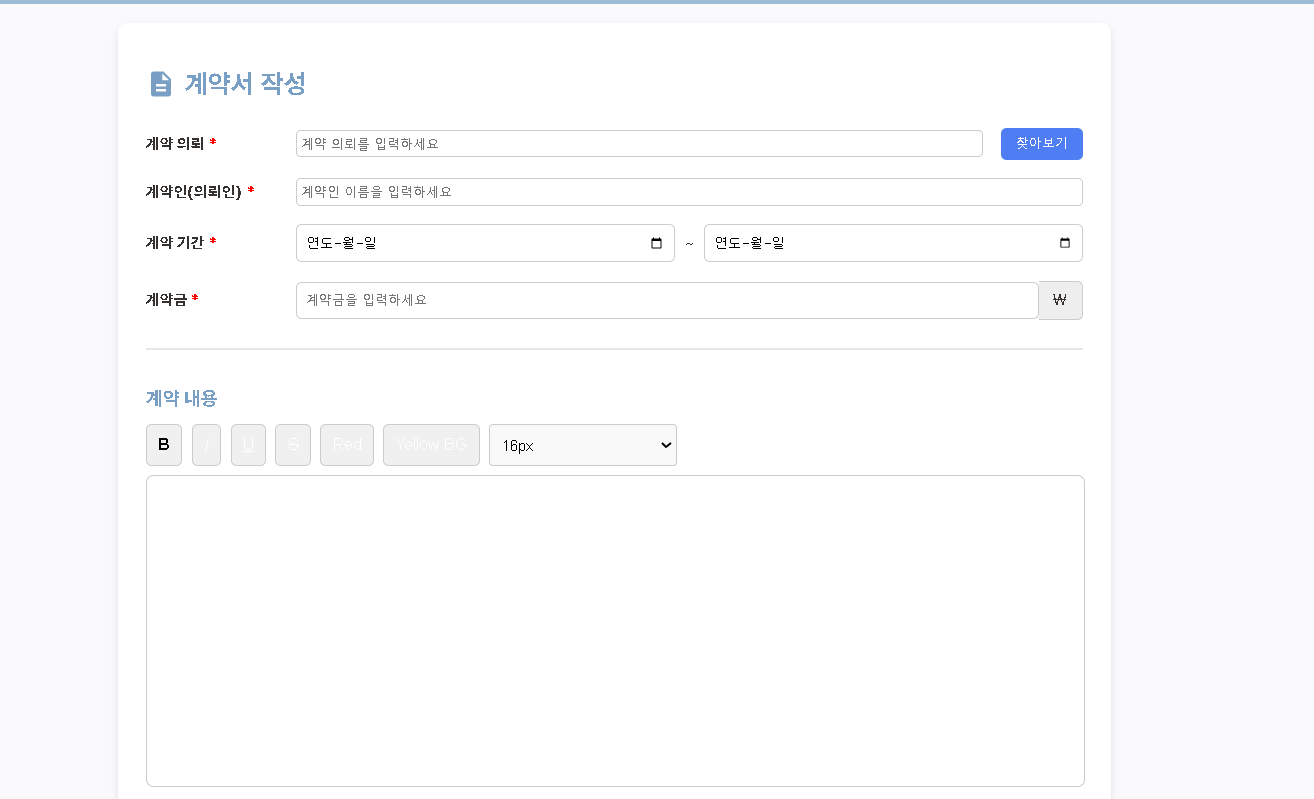 계약서 작성
계약 의뢰 * 계약 의뢰를 입력하세요 찾아보기
계약인(의뢰인) * 계약인 이름을 입력하세요
계약 기간 * 연도-월-일 ~ 연도-월-일
계약금 * 계약금을 입력하세요 ₩
계약 내용
B I U S Red Yellow BG 16px